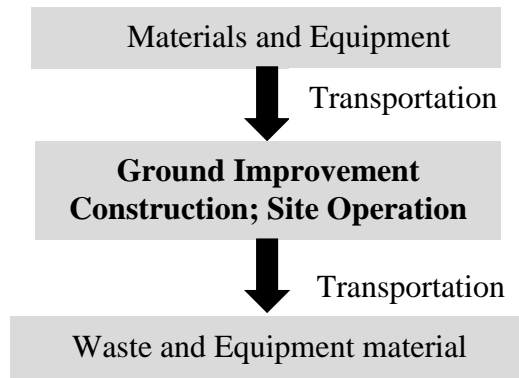 Materials and Equipment
Transportation
Ground Improvement
Construction; Site Operation
Transportation
Waste and Equipment material